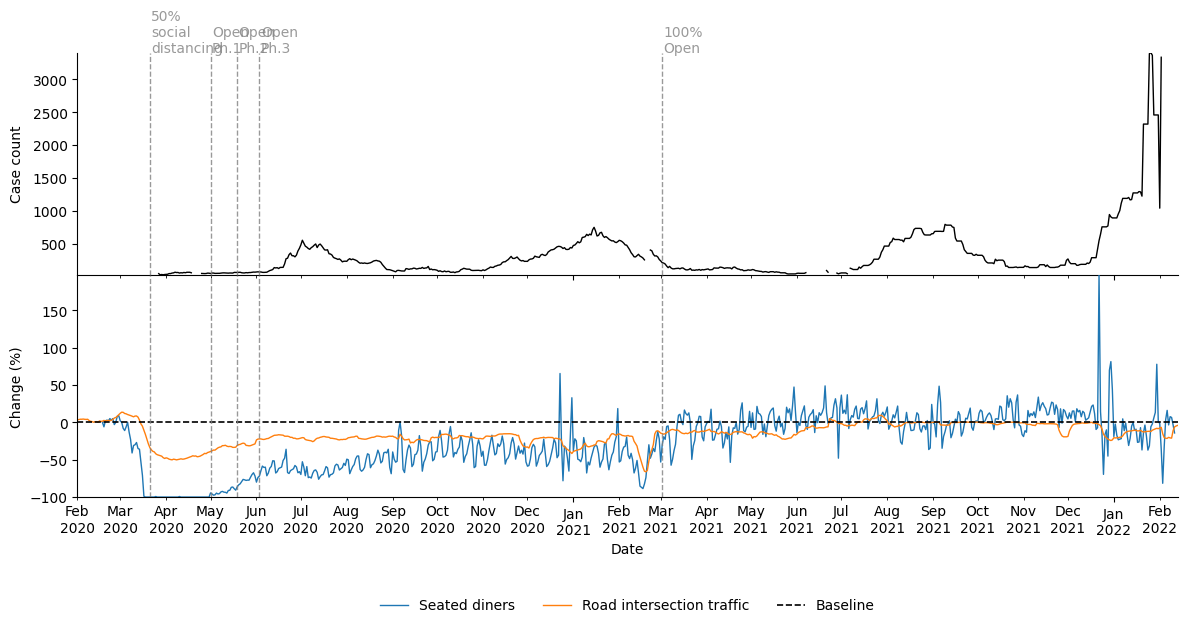 50%
social
distancing
Open
Ph.1
Open
Ph.2
Open
Ph.3
100%
Open
Case count
3000
2500
2000
1500
1000
500
Change (%)
150
100
50
0
−50
−100
Feb
2020
Mar
2020
Apr
2020
May
2020
Jun
2020
Jul
2020
Aug
2020
Sep
2020
Oct
2020
Nov
2020
Dec
2020
Jan
2021
Feb
2021
Mar
2021
Apr
2021
May
2021
Jun
2021
Jul
2021
Aug
2021
Sep
2021
Oct
2021
Nov
2021
Dec
2021
Jan
2022
Feb
2022
Date
Seated diners
Road intersection traffic
Baseline